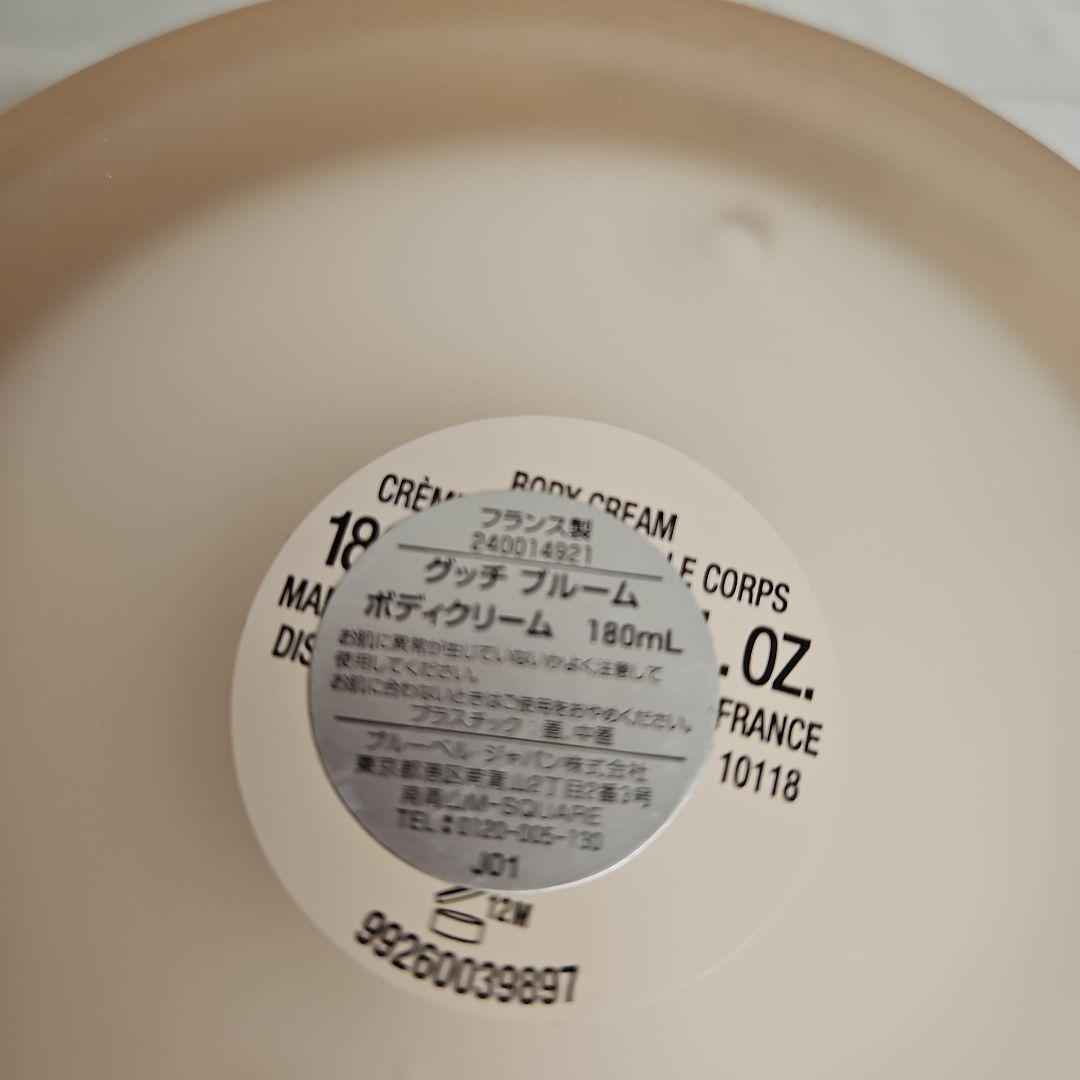 BODY CREAM
CRÈM
LE CORPS
18
. OZ.
MA
FRANCE
DIS
10118
フランス製
240014921
グッチ ブルーム
ボディクリーム 180mL
お肌に異常が生じていないかよく注意して
使用してください。
お肌に合わないときはご使用をおやめください。
プラスチック:蓋、中蓋
ブルーベル・ジャパン株式会社
東京都港区南青山2丁目2番3号
南青山M-SQUARE
TEL:0120-005-130
J01
12M
99260039897